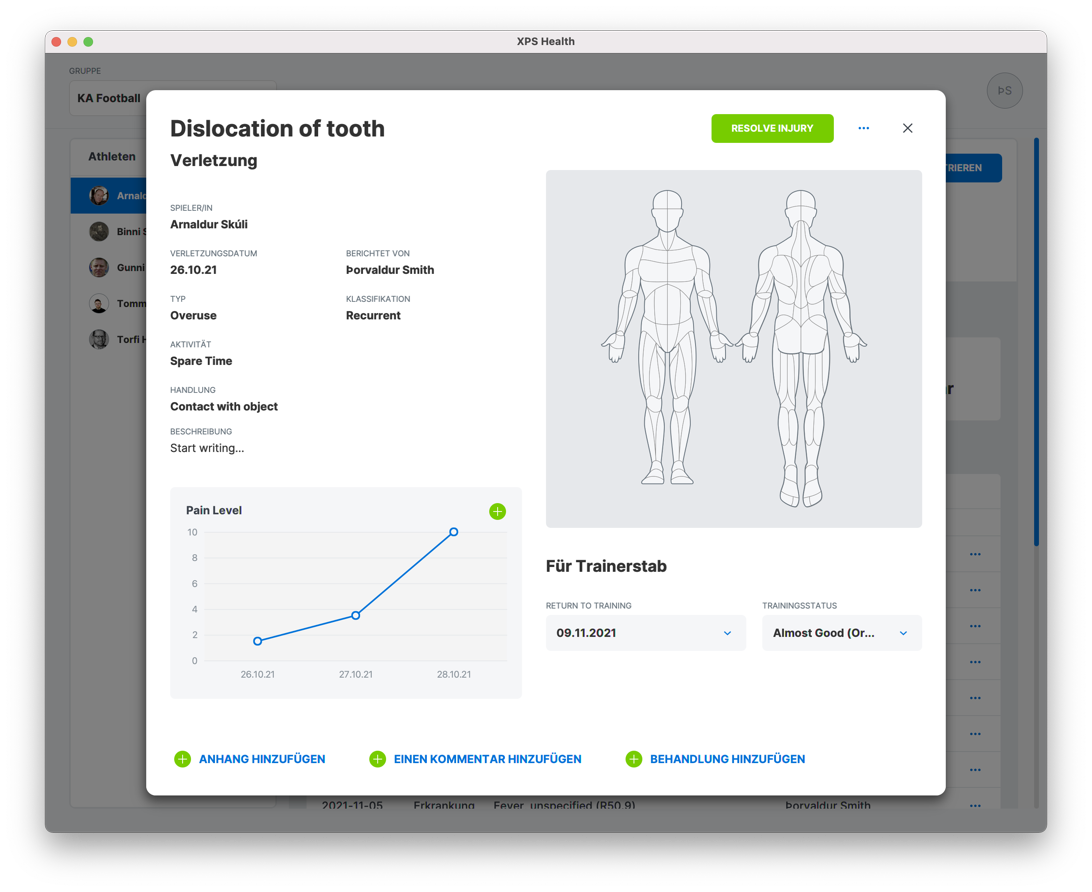 XPS Health
GRUPPE
KA Football
ÞS
Athleten
Arnald
Binni S
Gunni
Tomm
Torfi H
TRIEREN
r
Dislocation of tooth
RESOLVE INJURY
Verletzung
SPIELER/IN
Arnaldur Skúli
VERLETZUNGSDATUM
BERICHTET VON
26.10.21
Þorvaldur Smith
TYP
KLASSIFIKATION
Overuse
Recurrent
AKTIVITÄT
Spare Time
HANDLUNG
Contact with object
BESCHREIBUNG
Start writing...
Pain Level
10
8
6
4
2
0
26.10.21 27.10.21 28.10.21
Für Trainerstab
RETURN TO TRAINING
TRAININGSSTATUS
09.11.2021
Almost Good (Or...
ANHANG HINZUFÜGEN
EINEN KOMMENTAR HINZUFÜGEN
BEHANDLUNG HINZUFÜGEN
2021-11-05 Erkrankung Fever, unspecified (R50.9) Þorvaldur Smith